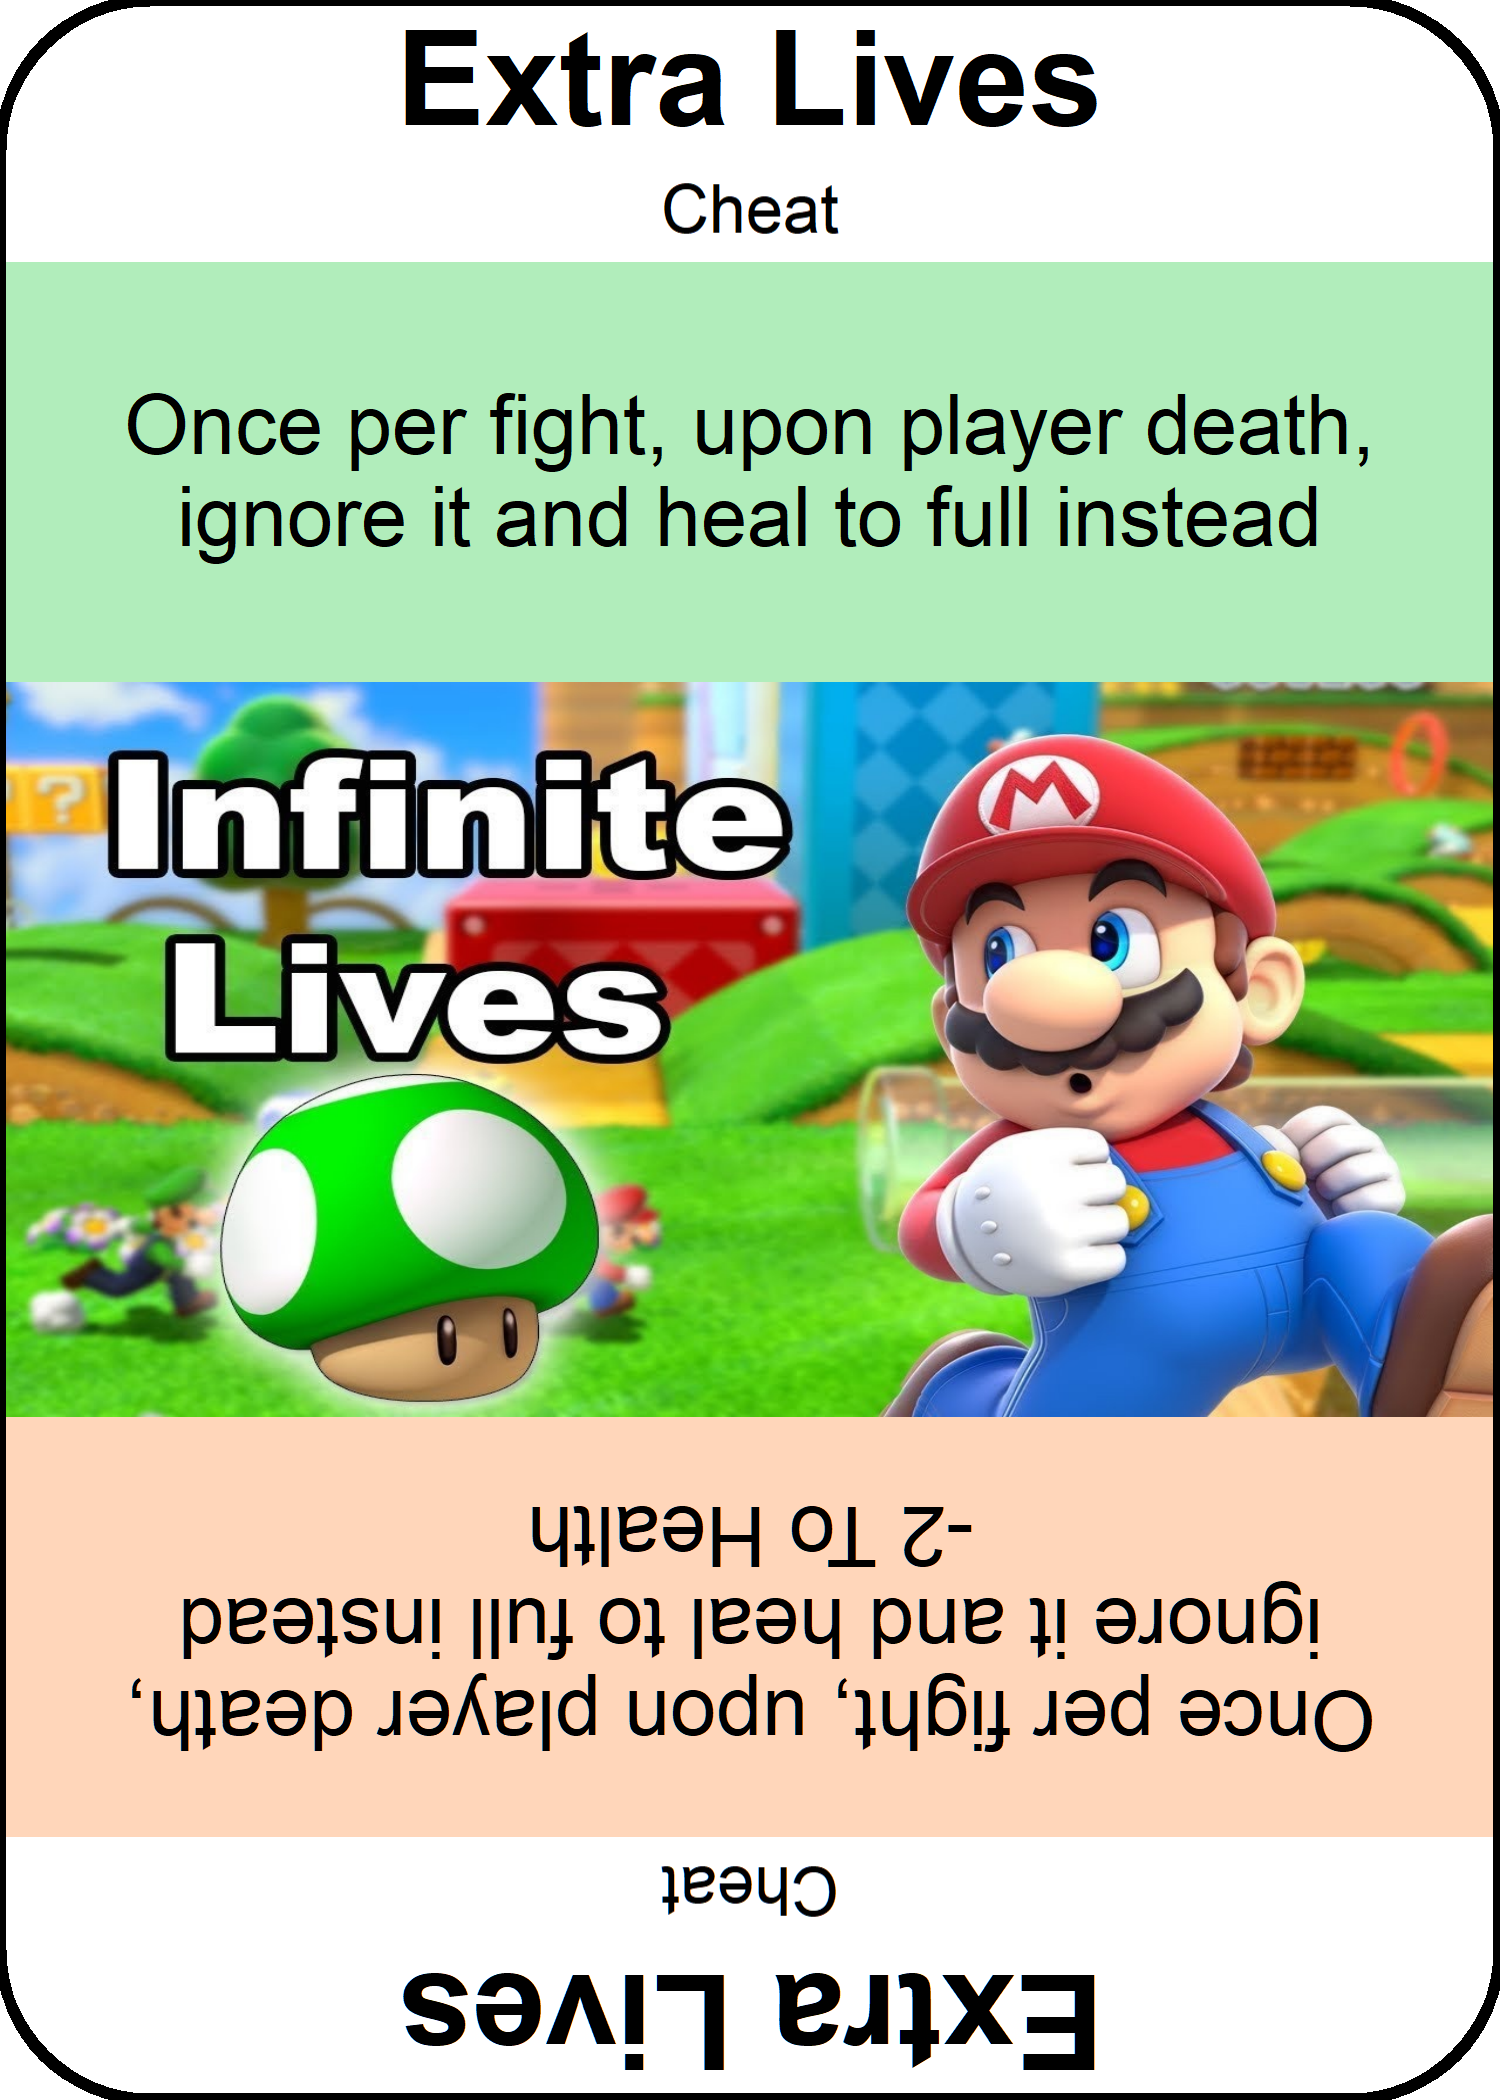 Extra Lives
Cheat
Once per fight, upon player death,
ignore it and heal to full instead
Infinite
Lives
Extra Lives
Cheat
Once per fight, upon player death,
ignore it and heal to full instead
-2 To Health